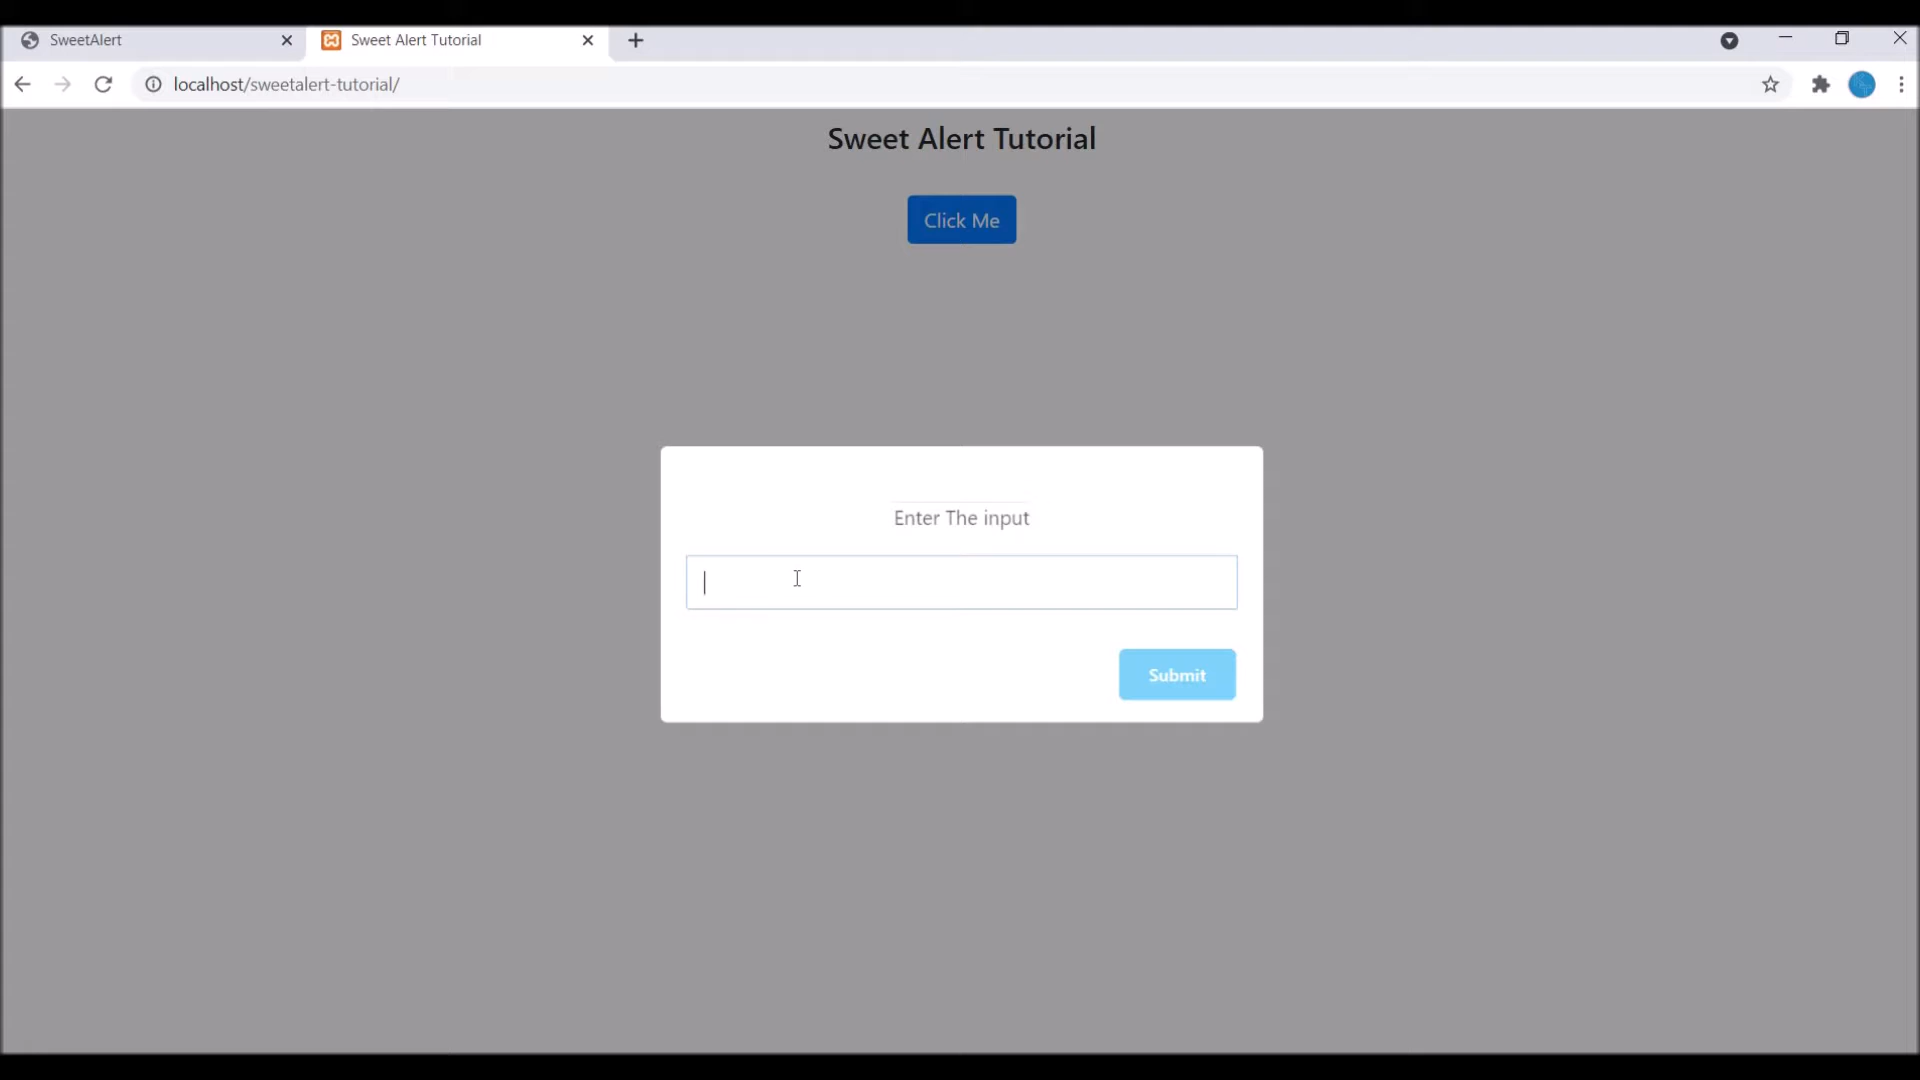 SweetAlert
Sweet Alert Tutorial
localhost/sweetalert-tutorial/
Sweet Alert Tutorial
Click Me
Enter The input
Submit